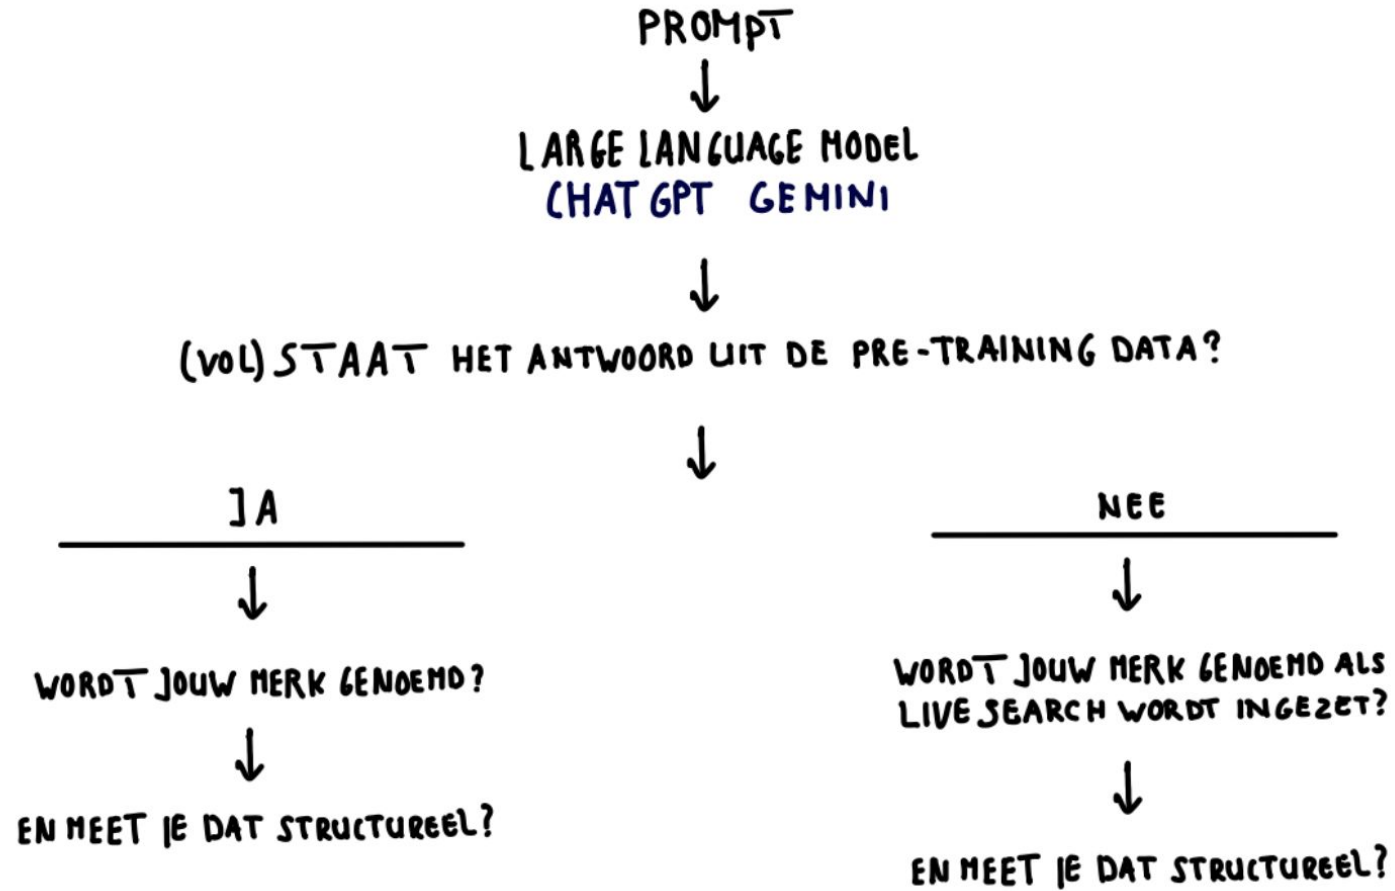 PROMPT
LARGE LANGUAGE MODEL
CHAT GPT GEMINI
(VOL) STAAT HET ANTWOORD UIT DE PRE-TRAINING DATA?
JA
NEE
WORDT JOUW MERK GENOEMD?
EN MEET JE DAT STRUCTUREEL?
WORDT JOUW MERK GENOEMD ALS
LIVE SEARCH WORDT INGEZET?
EN MEET JE DAT STRUCTUREEL?